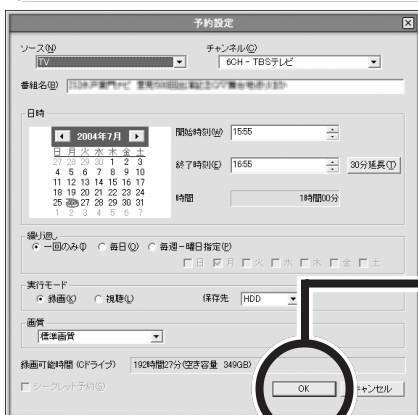 予約設定
ソース(N) チャンネル(C)
TV 6CH - TBSテレビ
番組名(B)
日時
2004年7月
日 月 火 水 木 金 土
27 28 29 30 1 2 3
4 5 6 7 8 9 10
11 12 13 14 15 16 17
18 19 20 21 22 23 24
25 26 27 28 29 30 31
1 2 3 4 5 6 7
開始時刻(W) 15:55
終了時刻(E) 16:55 30分延長(T)
時間 1時間00分
繰り返し
一回のみ(I) 毎日(O) 毎週-曜日指定(P)
日 月 火 水 木 金 土
実行モード
録画(K) 視聴(L) 保存先 HDD
画質
標準画質
録画可能時間 (Cドライブ) 192時間27分(空き容量 349GB)
シークレット予約(G)
OK キャンセル